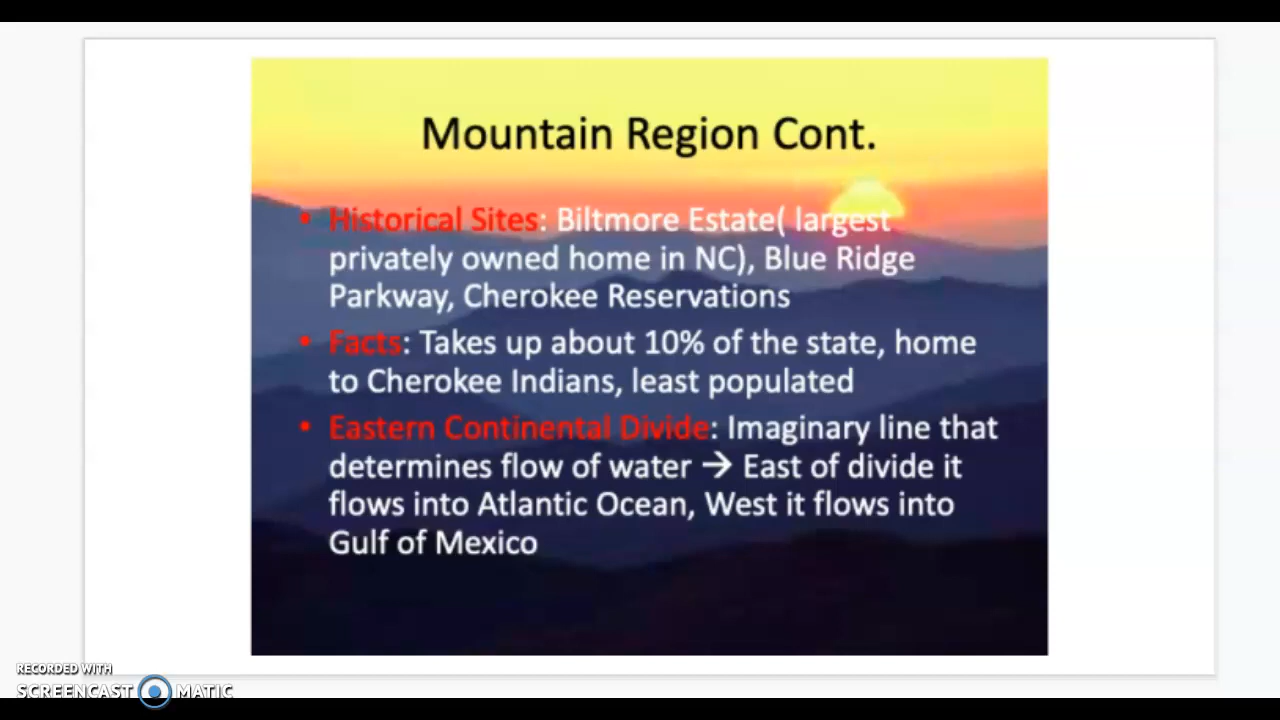 Mountain Region Cont.
• Historical Sites: Biltmore Estate( largest
privately owned home in NC), Blue Ridge
Parkway, Cherokee Reservations
• Facts: Takes up about 10% of the state, home
to Cherokee Indians, least populated
• Eastern Continental Divide: Imaginary line that
determines flow of water → East of divide it
flows into Atlantic Ocean, West it flows into
Gulf of Mexico
RECORDED WITH
SCREENCAST MATIC